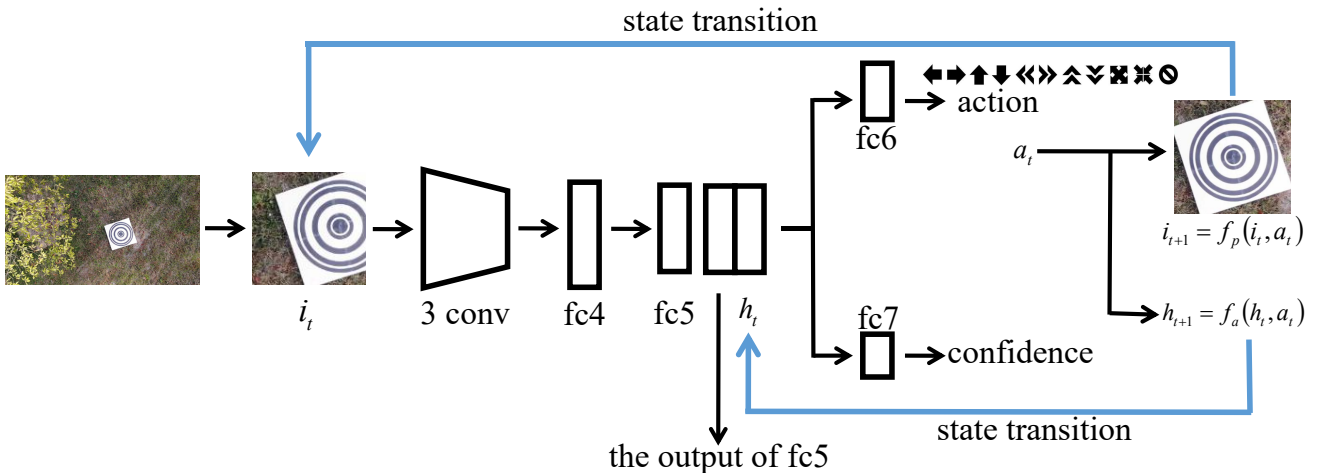 state transition
fc6
action
a_t
i_{t+1} = f_p(i_t, a_t)
i_t
3 conv
fc4
fc5
h_t
fc7
h_{t+1} = f_a(h_t, a_t)
confidence
state transition
the output of fc5